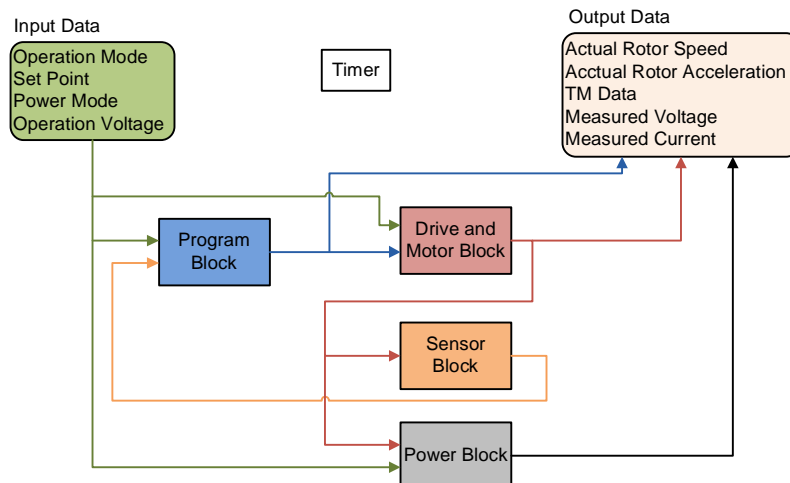 Input Data
Operation Mode
Set Point
Power Mode
Operation Voltage
Timer
Output Data
Actual Rotor Speed
Acctual Rotor Acceleration
TM Data
Measured Voltage
Measured Current
Program
Block
Drive and
Motor Block
Sensor
Block
Power Block